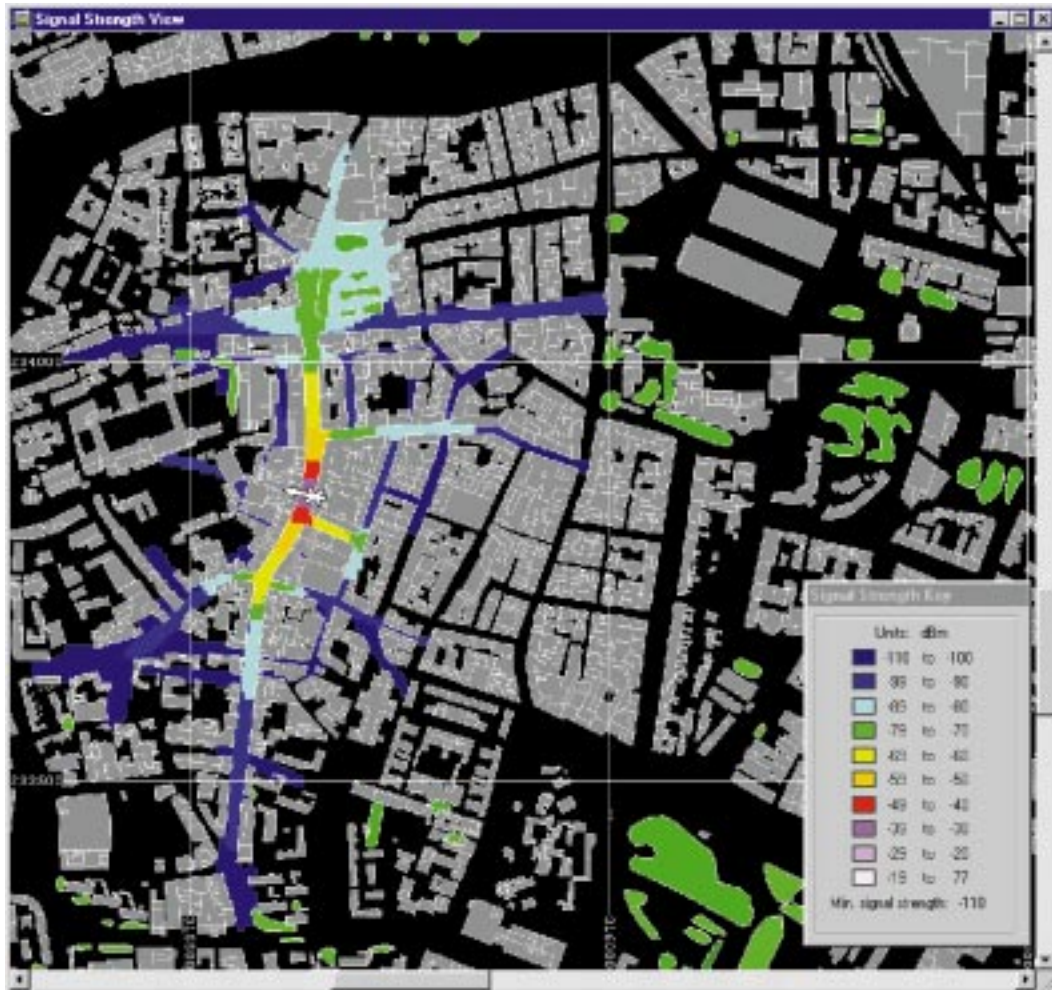 Signal Strength View
Signal Strength Key
Units: dBm
-110 to -100
-99 to -90
-89 to -80
-79 to -70
-69 to -60
-59 to -50
-49 to -40
-39 to -30
-29 to -20
-19 to 77
Min. signal strength: -110